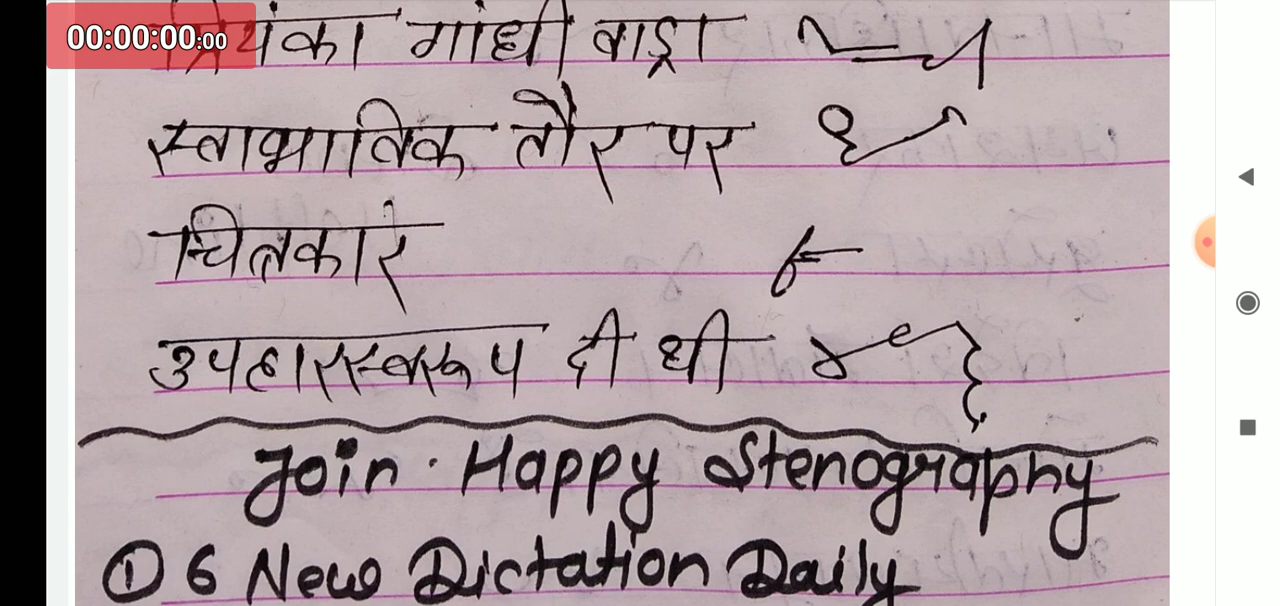 00:00:00:00
प्रियंका गांधी वाड्रा
स्वाभाविक तौर पर
चित्रकार
उपहारस्वरूप दी थी
Join. Happy Stenography
① 6 New Dictation Daily